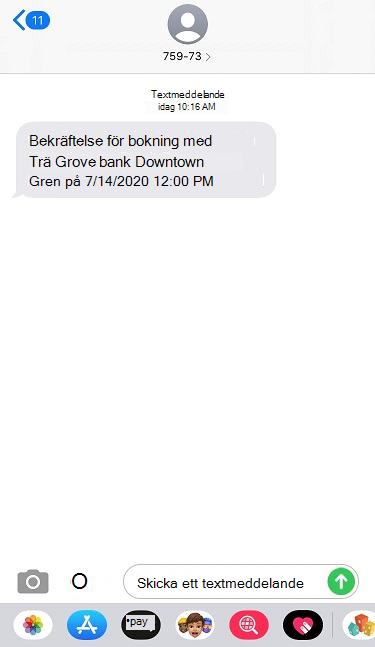 11
759-73 >
Textmeddelande
idag 10:16 AM
Bekräftelse för bokning med
Trä Grove bank Downtown
Gren på 7/14/2020 12:00 PM
O
Skicka ett textmeddelande
pay